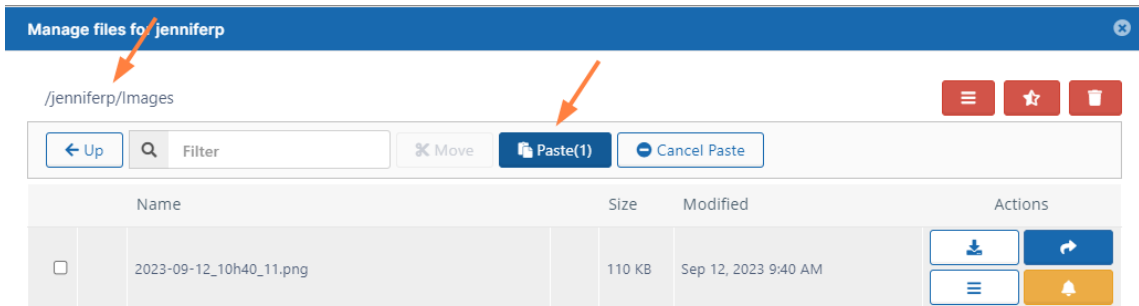 Manage files for jenniferp
/jenniferp/Images
Up Filter Move Paste(1) Cancel Paste
Name Size Modified Actions
2023-09-12_10h40_11.png 110 KB Sep 12, 2023 9:40 AM